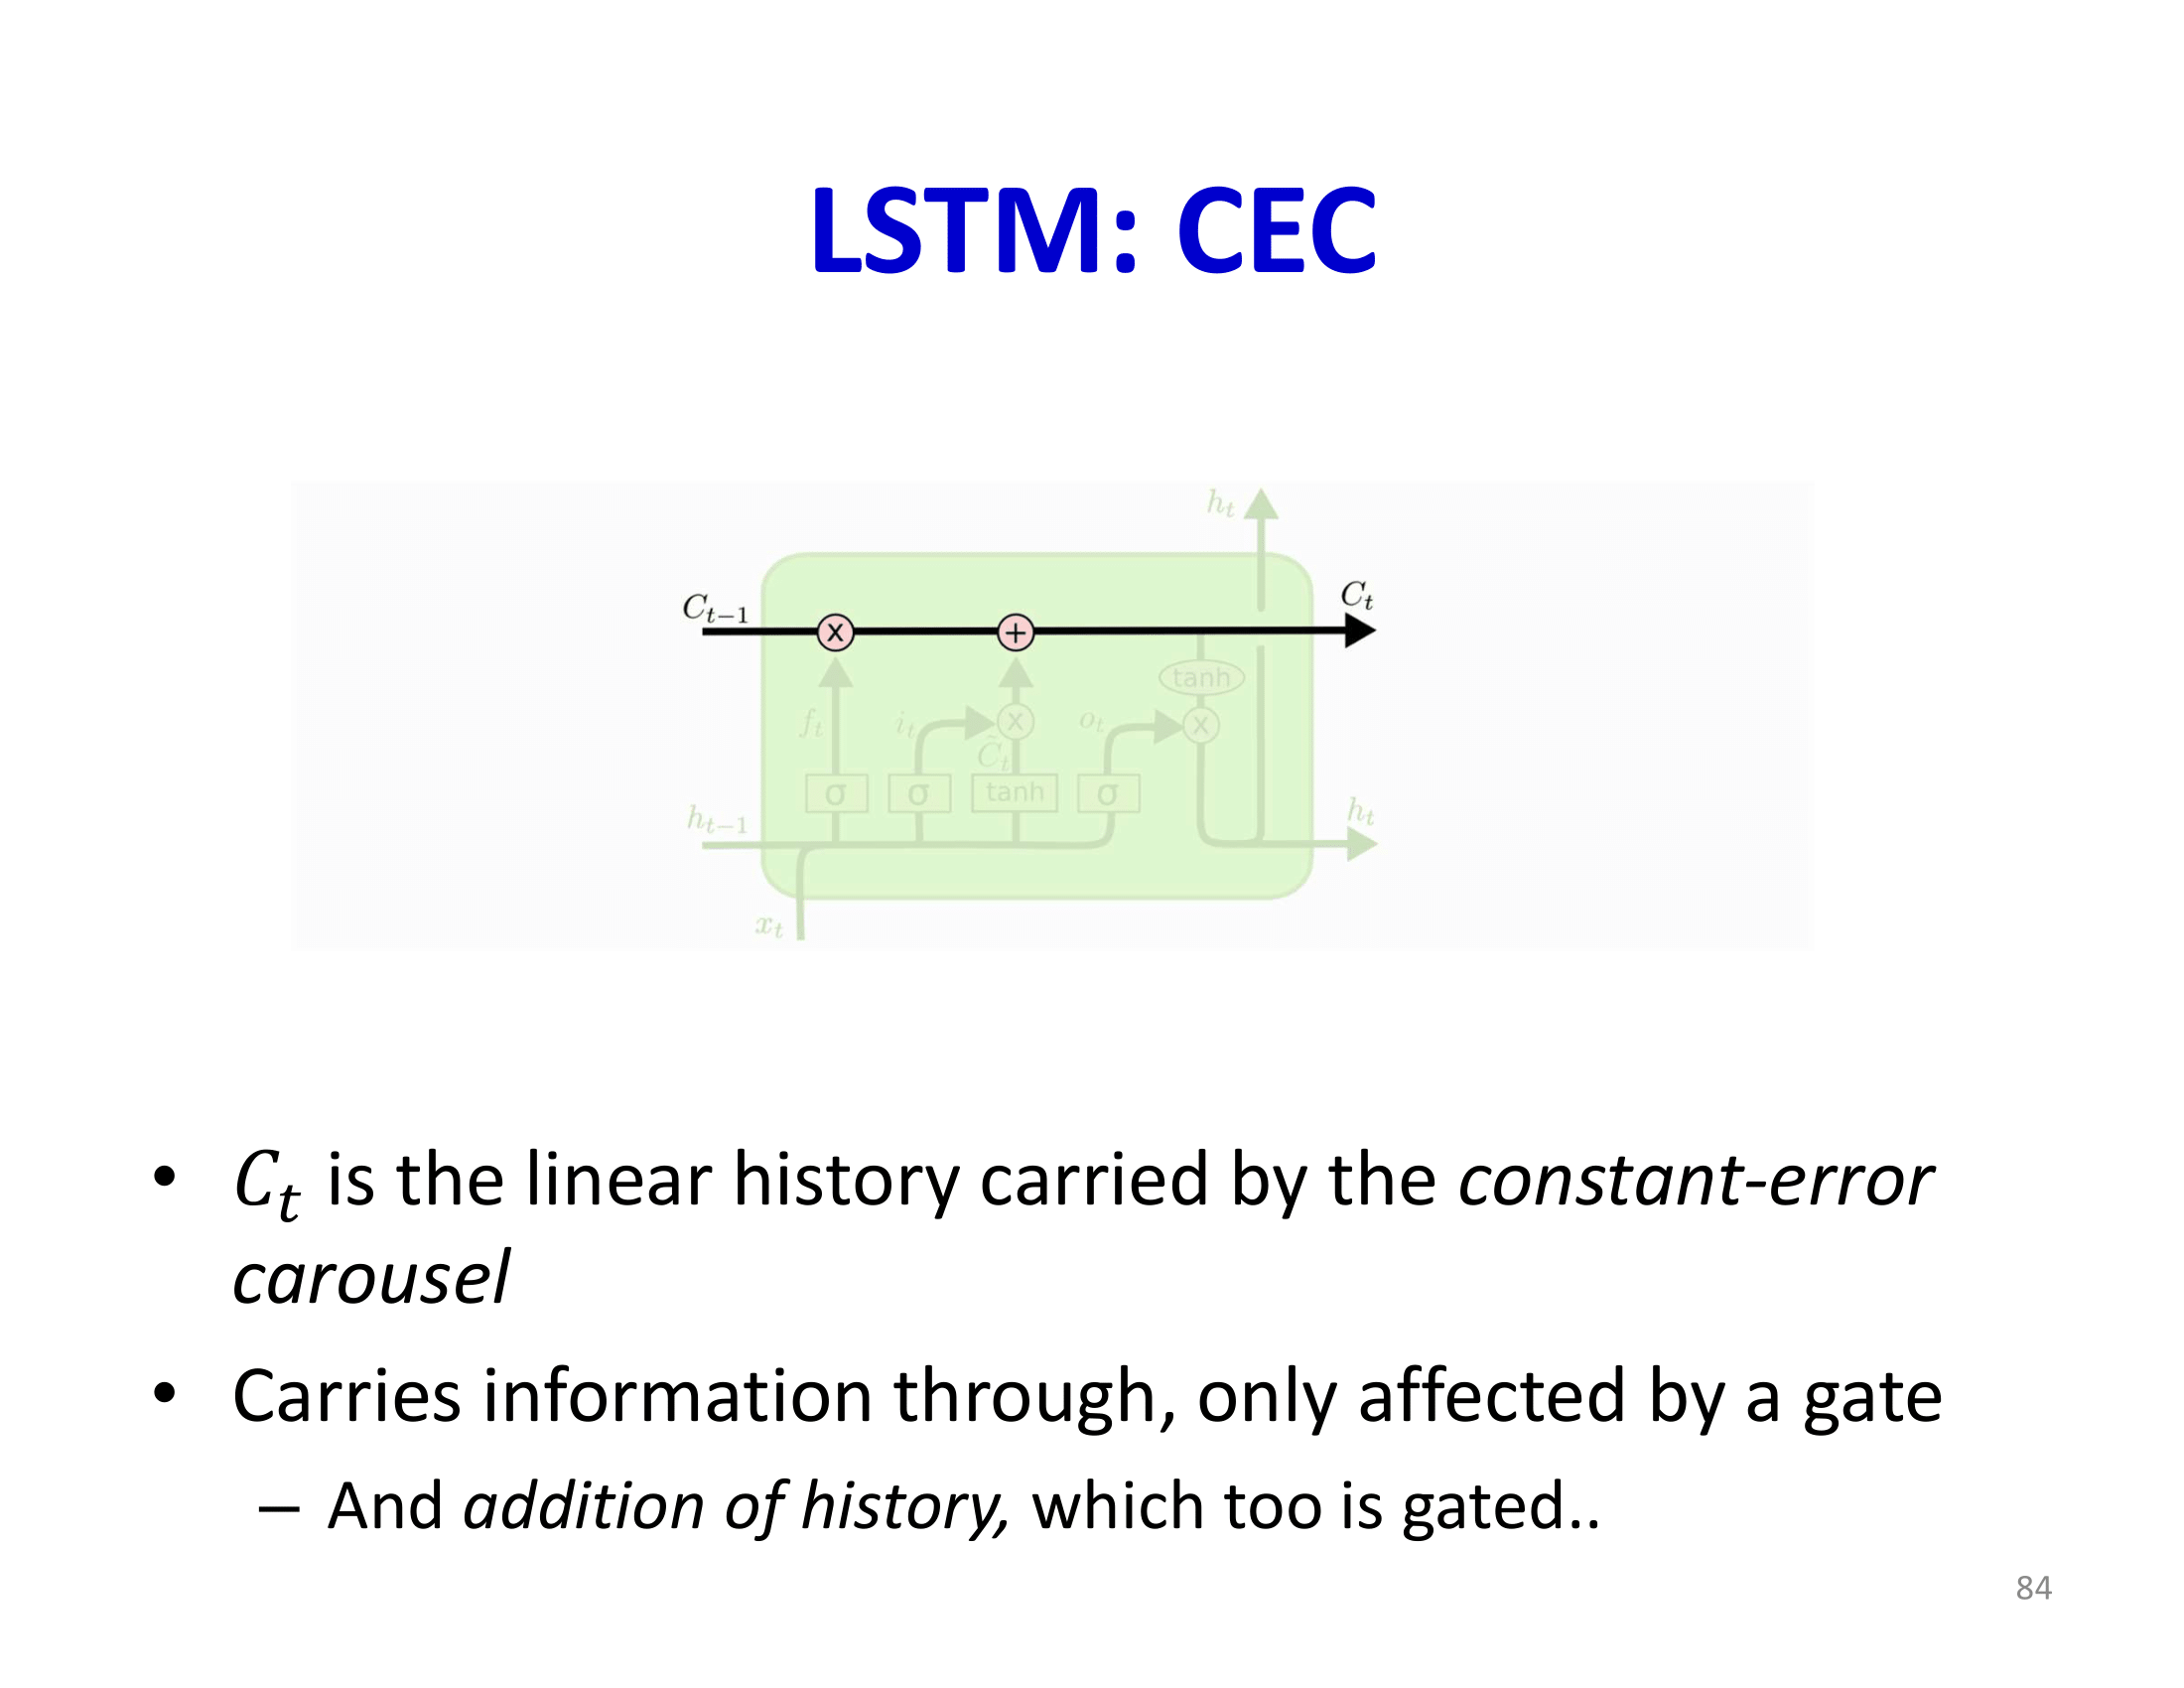 LSTM: CEC
h_t
C_{t-1}
C_t
x
+
tanh
f_t
i_t
x
o_t
x
C̃_t
σ
σ
tanh
σ
h_{t-1}
h_t
x_t
• C_t is the linear history carried by the constant-error
carousel
• Carries information through, only affected by a gate
– And addition of history, which too is gated..
84